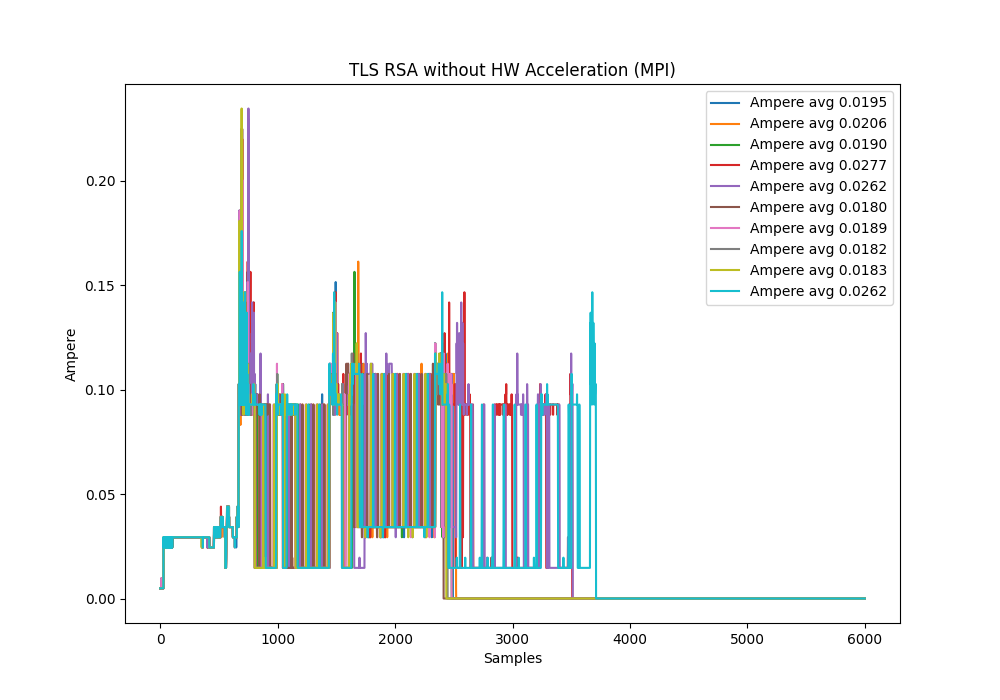 TLS RSA without HW Acceleration (MPI)
Ampere avg 0.0195
Ampere avg 0.0206
Ampere avg 0.0190
Ampere avg 0.0277
Ampere avg 0.0262
Ampere avg 0.0180
Ampere avg 0.0189
Ampere avg 0.0182
Ampere avg 0.0183
Ampere avg 0.0262
Ampere
0.20
0.15
0.10
0.05
0.00
0 1000 2000 3000 4000 5000 6000
Samples